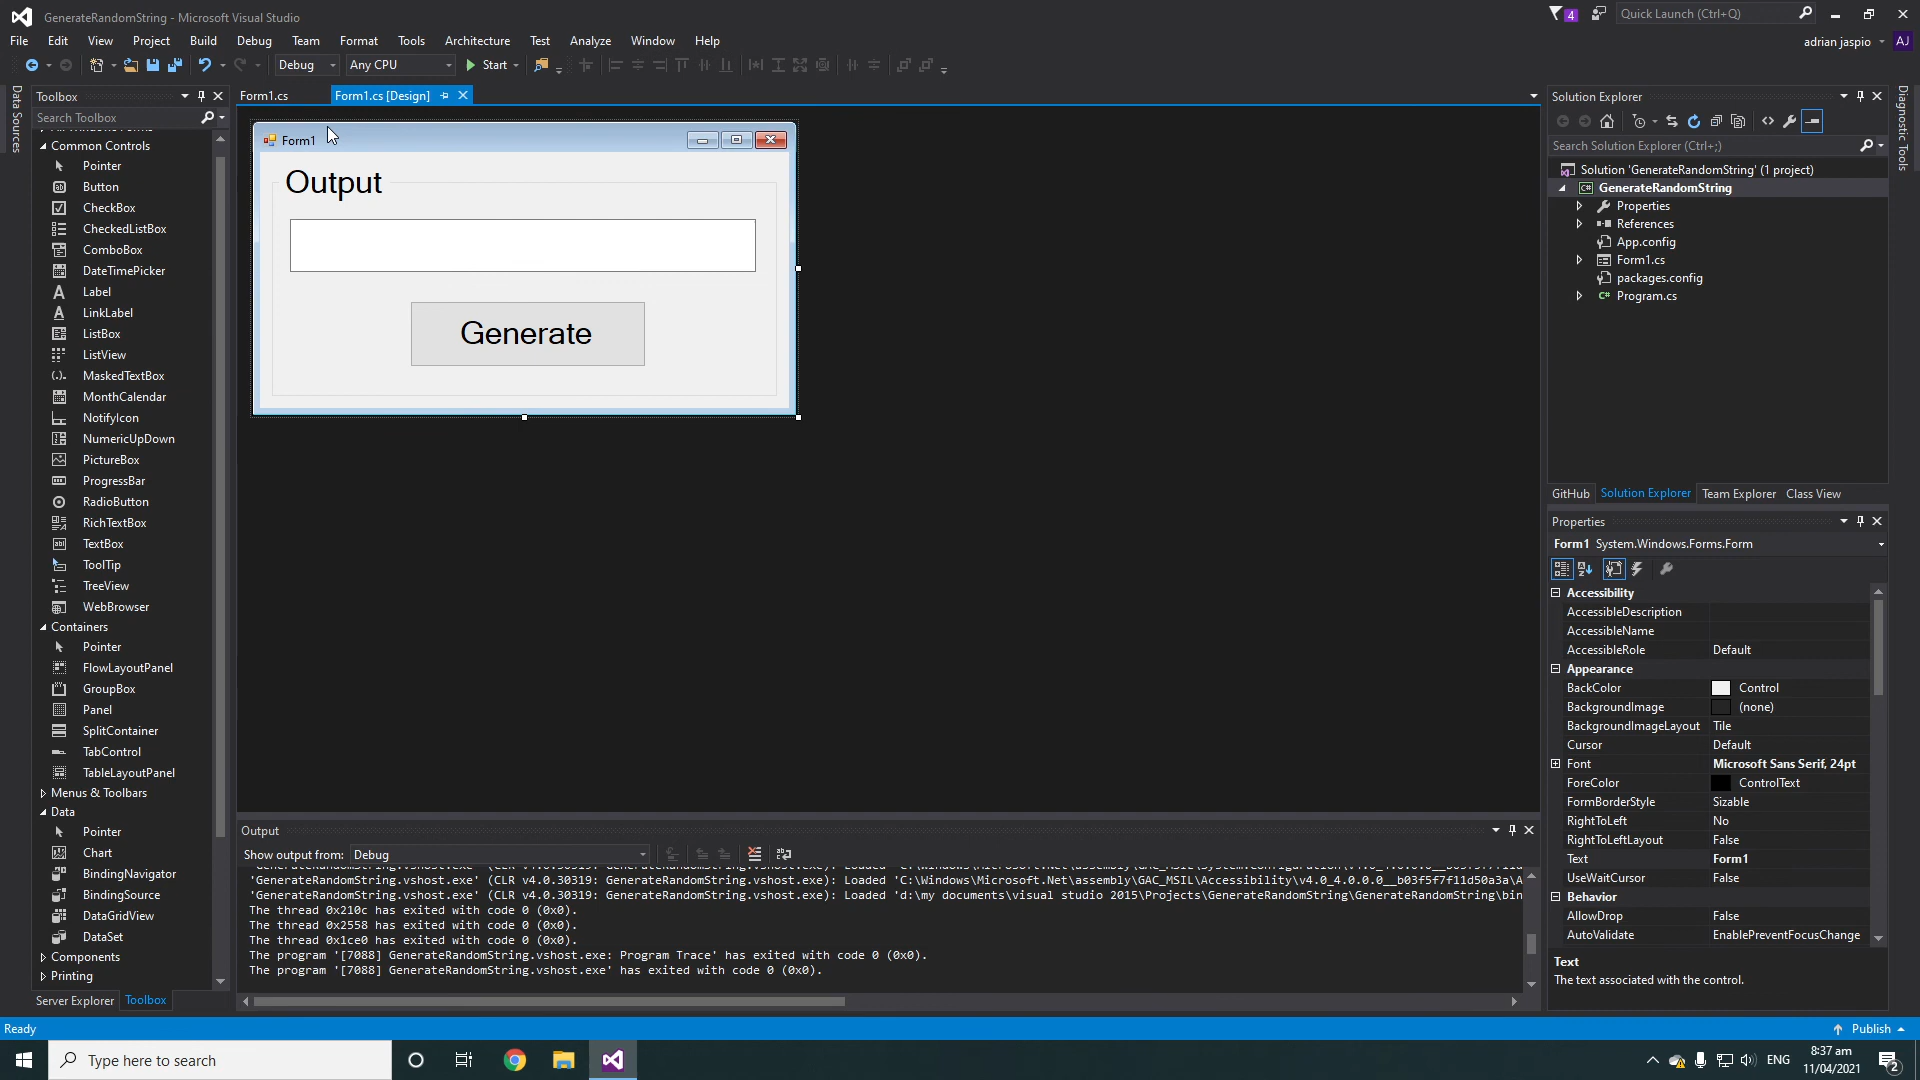 GenerateRandomString - Microsoft Visual Studio
4
Quick Launch (Ctrl+Q)
File Edit View Project Build Debug Team Format Tools Architecture Test Analyze Window Help
adrian jaspio
AJ
Debug
Any CPU
Start
Data Sources
Toolbox
Search Toolbox
Common Controls
Pointer
Button
CheckBox
CheckedListBox
ComboBox
DateTimePicker
Label
LinkLabel
ListBox
ListView
MaskedTextBox
MonthCalendar
NotifyIcon
NumericUpDown
PictureBox
ProgressBar
RadioButton
RichTextBox
TextBox
ToolTip
TreeView
WebBrowser
Containers
Pointer
FlowLayoutPanel
GroupBox
Panel
SplitContainer
TabControl
TableLayoutPanel
Menus & Toolbars
Data
Pointer
Chart
BindingNavigator
BindingSource
DataGridView
DataSet
Components
Printing
Server Explorer
Toolbox
Form1.cs
Form1.cs [Design]
Form1
Output
Generate
Output
Show output from: Debug
'GenerateRandomString.vshost.exe' (CLR v4.0.30319: GenerateRandomString.vshost.exe): Loaded 'C:\Windows\Microsoft.Net\assembly\GAC_MSIL\Accessibility\v4.0_4.0.0.0__b03f5f7f11d50a3a\A
'GenerateRandomString.vshost.exe' (CLR v4.0.30319: GenerateRandomString.vshost.exe): Loaded 'd:\my documents\visual studio 2015\Projects\GenerateRandomString\GenerateRandomString\bin
The thread 0x210c has exited with code 0 (0x0).
The thread 0x2558 has exited with code 0 (0x0).
The thread 0x1ce0 has exited with code 0 (0x0).
The program '[7088] GenerateRandomString.vshost.exe: Program Trace' has exited with code 0 (0x0).
The program '[7088] GenerateRandomString.vshost.exe' has exited with code 0 (0x0).
Solution Explorer
Search Solution Explorer (Ctrl+;)
Solution 'GenerateRandomString' (1 project)
GenerateRandomString
Properties
References
App.config
Form1.cs
packages.config
Program.cs
GitHub
Solution Explorer
Team Explorer
Class View
Diagnostic Tools
Properties
Form1 System.Windows.Forms.Form
Accessibility
AccessibleDescription
AccessibleName
AccessibleRole Default
Appearance
BackColor Control
BackgroundImage (none)
BackgroundImageLayout Tile
Cursor Default
Font Microsoft Sans Serif, 24pt
ForeColor ControlText
FormBorderStyle Sizable
RightToLeft No
RightToLeftLayout False
Text Form1
UseWaitCursor False
Behavior
AllowDrop False
AutoValidate EnablePreventFocusChange
Text
The text associated with the control.
Ready
Publish
Type here to search
ENG
8:37 am
11/04/2021
2